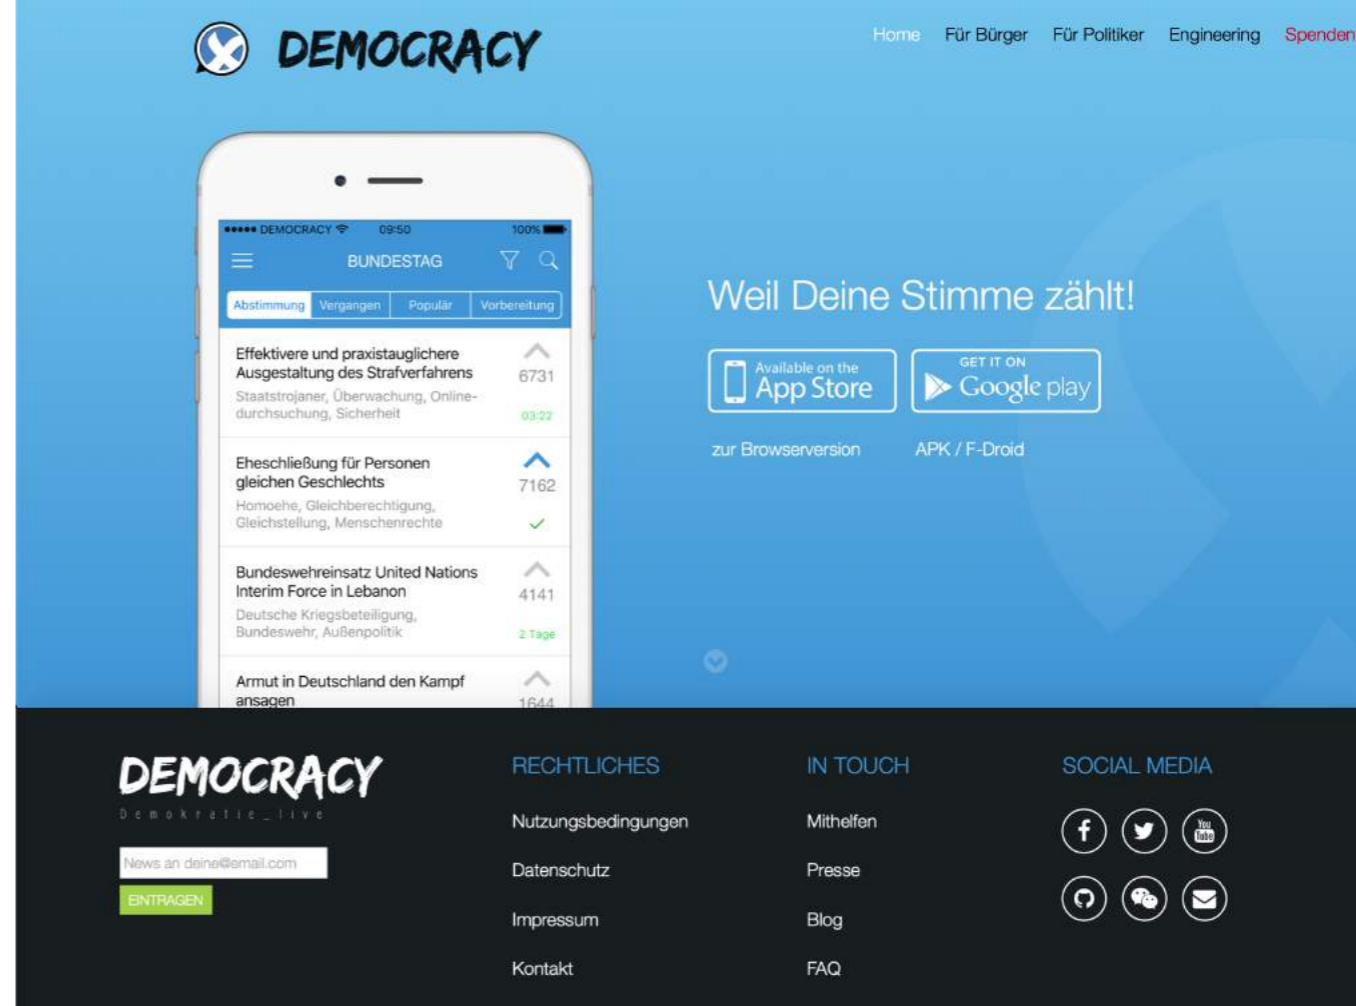 DEMOCRACY
Home Für Bürger Für Politiker Engineering Spenden
DEMOCRACY 09:50 100%
BUNDESTAG
Abstimmung Vergangen Populär Vorbereitung
Effektivere und praxistauglichere
Ausgestaltung des Strafverfahrens
6731
Staatstrojaner, Überwachung, Online-
durchsuchung, Sicherheit
03:22
Eheschließung für Personen
gleichen Geschlechts
7162
Homoehe, Gleichberechtigung,
Gleichstellung, Menschenrechte
Bundeswehreinsatz United Nations
Interim Force in Lebanon
4141
Deutsche Kriegsbeteiligung,
Bundeswehr, Außenpolitik
2 Tage
Armut in Deutschland den Kampf
ansagen
1644
Weil Deine Stimme zählt!
Available on the
App Store
GET IT ON
Google play
zur Browserversion
APK / F-Droid
DEMOCRACY
Demokratie_live
News an deine@email.com
EINTRAGEN
RECHTLICHES
Nutzungsbedingungen
Datenschutz
Impressum
Kontakt
IN TOUCH
Mithelfen
Presse
Blog
FAQ
SOCIAL MEDIA
You
Tube